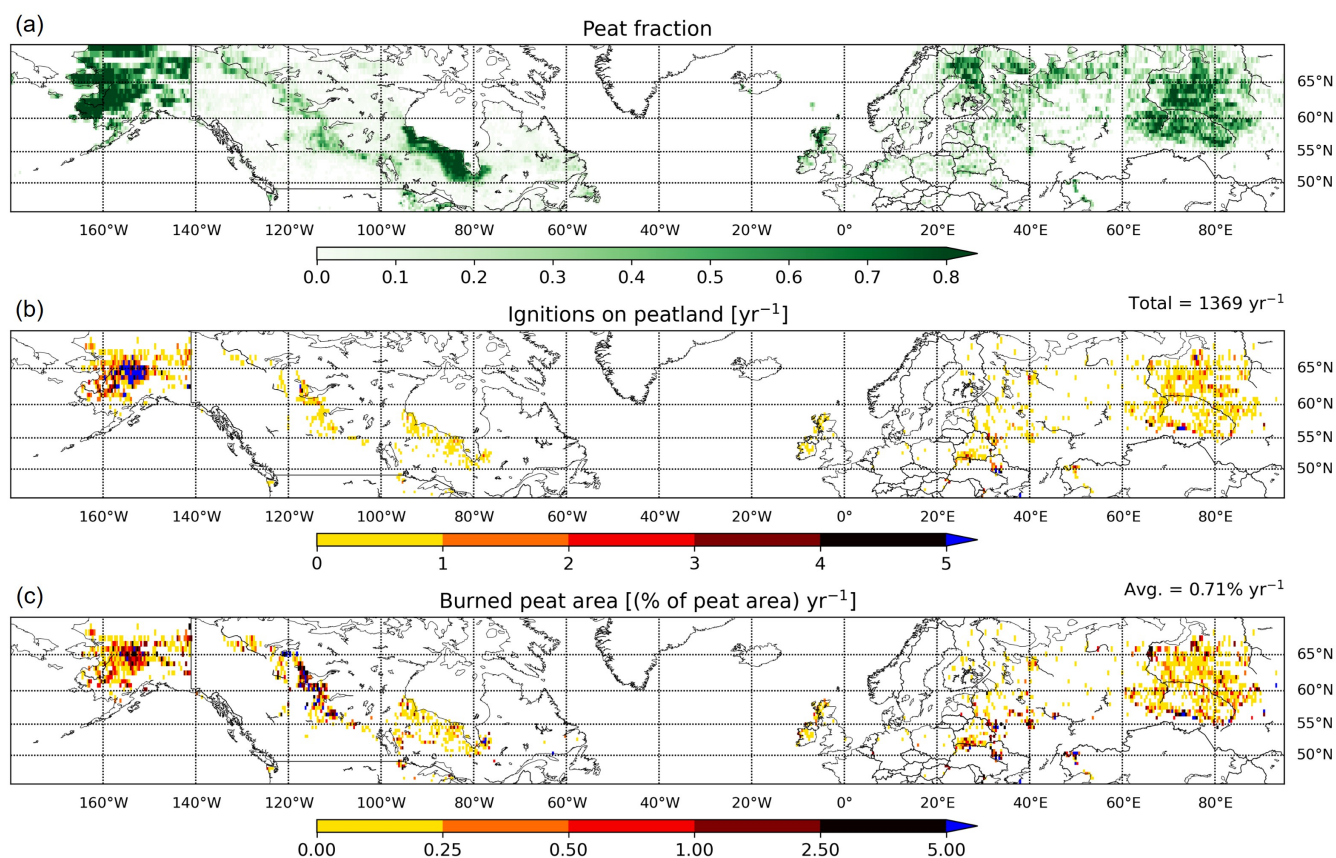 (a)
Peat fraction
65°N
60°N
55°N
50°N
160°W 140°W 120°W 100°W 80°W 60°W 40°W 20°W 0° 20°E 40°E 60°E 80°E
0.0 0.1 0.2 0.3 0.4 0.5 0.6 0.7 0.8
(b)
Ignitions on peatland [yr⁻¹]
Total = 1369 yr⁻¹
65°N
60°N
55°N
50°N
160°W 140°W 120°W 100°W 80°W 60°W 40°W 20°W 0° 20°E 40°E 60°E 80°E
0 1 2 3 4 5
(c)
Burned peat area [(% of peat area) yr⁻¹]
Avg. = 0.71% yr⁻¹
65°N
60°N
55°N
50°N
160°W 140°W 120°W 100°W 80°W 60°W 40°W 20°W 0° 20°E 40°E 60°E 80°E
0.00 0.25 0.50 1.00 2.50 5.00